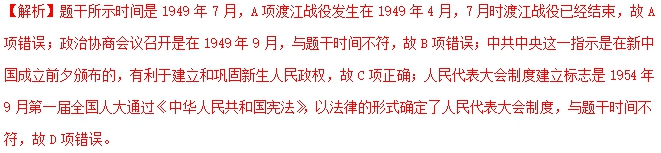 【解析】题干所示时间是 1949 年 7 月，A 项渡江战役发生在 1949 年 4 月，7 月时渡江战役已经结束，故 A
项错误；政治协商会议召开是在 1949 年 9 月，与题干时间不符，故 B 项错误；中共中央这一指示是在新中
国成立前夕颁布的，有利于建立和巩固新生人民政权，故 C 项正确；人民代表大会制度建立标志是 1954 年
9 月第一届全国人大通过《中华人民共和国宪法》，以法律的形式确定了人民代表大会制度，与题干时间不
符，故 D 项错误。